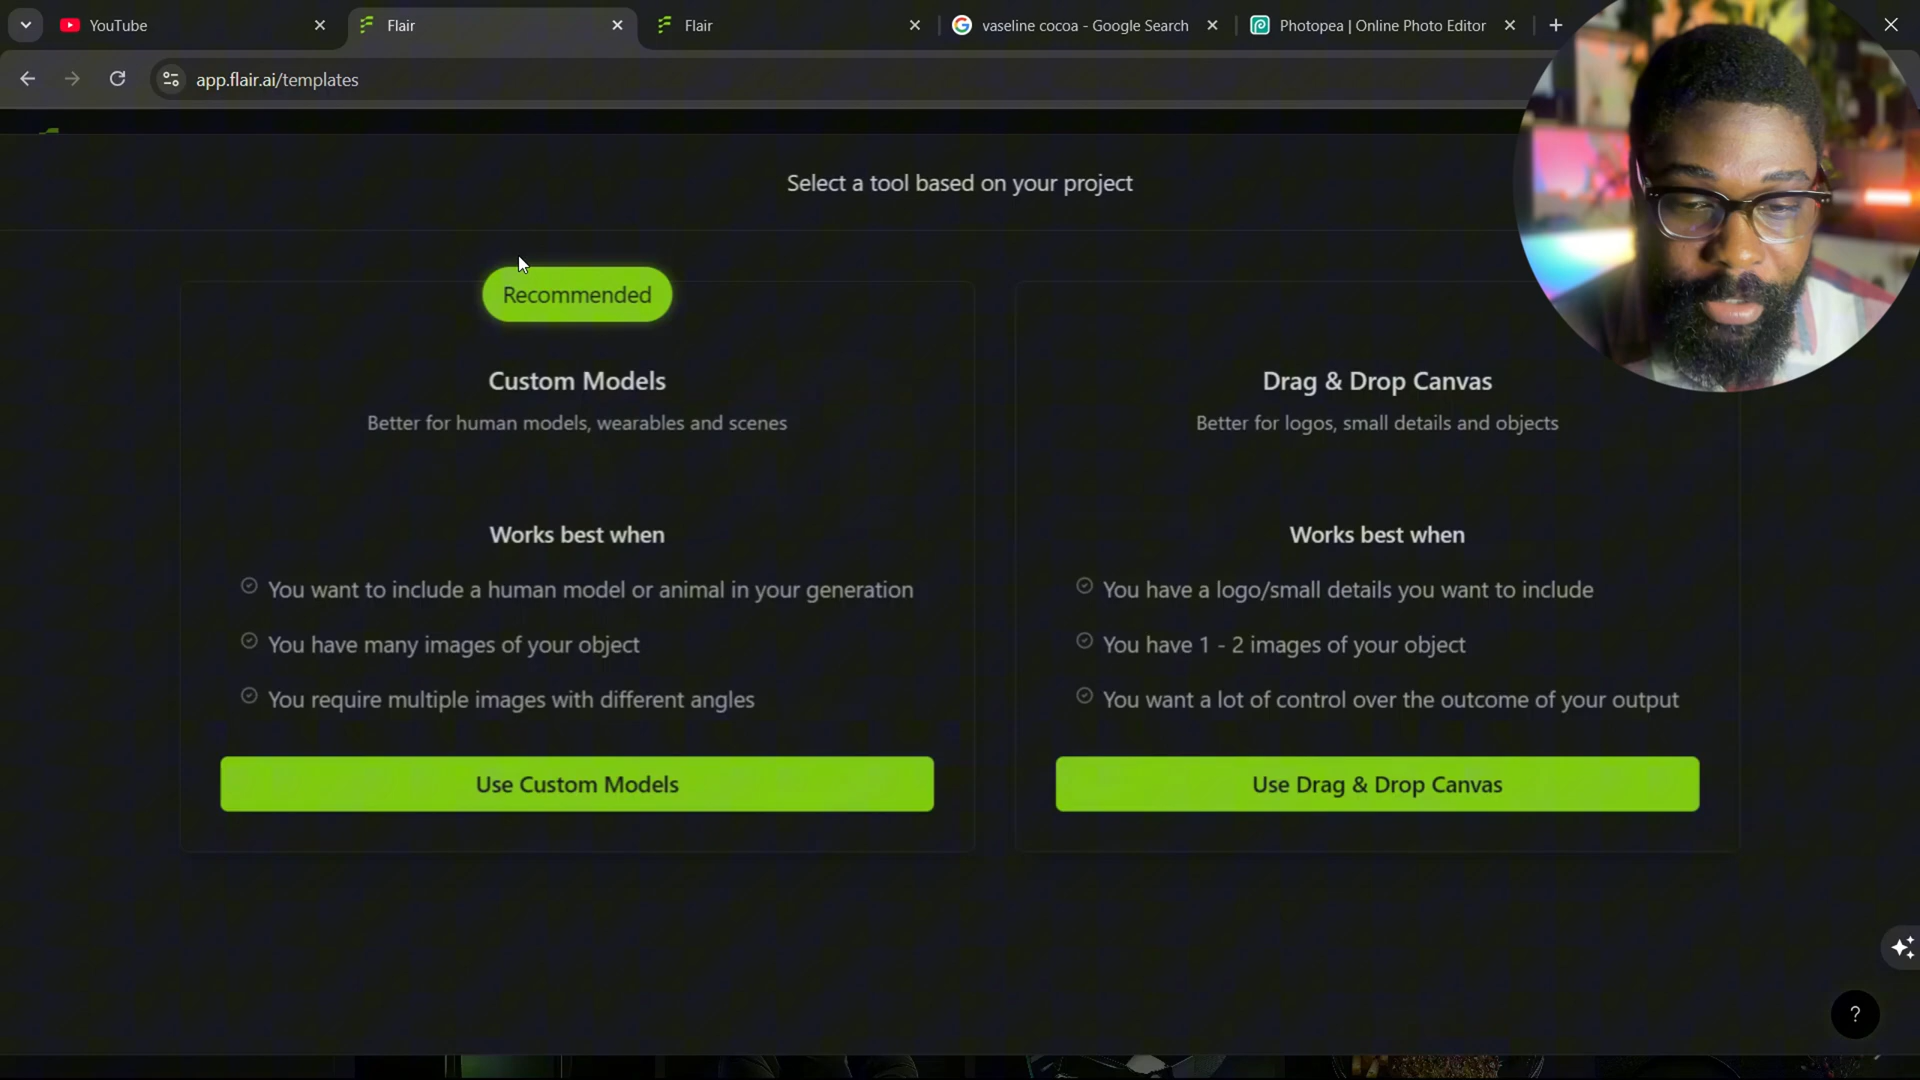 YouTube
Flair
Flair
vaseline cocoa - Google Search
Photopea | Online Photo Editor
app.flair.ai/templates
Select a tool based on your project
Recommended
Custom Models
Better for human models, wearables and scenes
Works best when
You want to include a human model or animal in your generation
You have many images of your object
You require multiple images with different angles
Use Custom Models
Drag & Drop Canvas
Better for logos, small details and objects
Works best when
You have a logo/small details you want to include
You have 1 - 2 images of your object
You want a lot of control over the outcome of your output
Use Drag & Drop Canvas
?